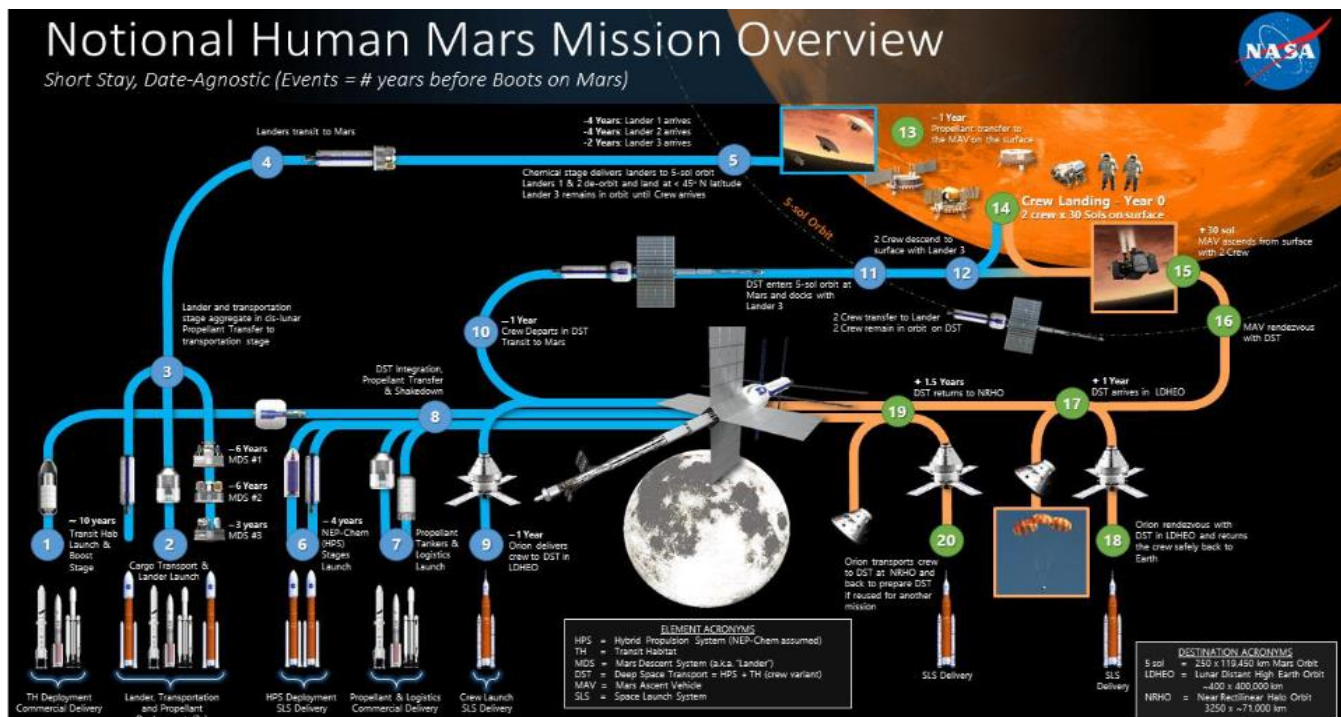 Notional Human Mars Mission Overview
Short Stay, Date-Agnostic (Events = # years before Boots on Mars)
NASA
Landers transit to Mars
4
-4 Years: Lander 1 arrives
-4 Years: Lander 2 arrives
-2 Years: Lander 3 arrives
5
Chemical stage delivers landers to 5-sol orbit
Landers 1 & 2 de-orbit and land at < 45° N latitude
Lander 3 remains in orbit until Crew arrives
13
-1 Year
Propellant transfer to
the MAV on the surface
14
Crew Landing - Year 0
2 crew x 30 Sols on surface
5-sol Orbit
2 Crew descend to
surface with Lander 3
11
12
+30 sol
MAV ascends from surface
with 2 Crew
15
DST enters 5-sol orbit at
Mars and docks with
Lander 3
2 Crew transfer to Lander
2 Crew remain in orbit on DST
16
MAV rendezvous
with DST
10
-1 Year
Crew Departs in DST
Transit to Mars
Lander and transportation
stage aggregate in cis-lunar
Propellant Transfer to
transportation stage
3
DST Integration,
Propellant Transfer
& Shakedown
8
+ 1.5 Years
DST returns to NRHO
19
+ 1 Year
DST arrives in LDHEO
17
-6 Years
MDS #1
-6 Years
MDS #2
-3 years
MDS #3
1
~ 10 years
Transit Hab
Launch &
Boost
Stage
2
Cargo Transport &
Lander Launch
6
-4 years
NEP-Chem
(HPS)
Stages
Launch
7
Propellant
Tankers &
Logistics
Launch
9
-1 Year
Orion delivers
crew to DST in
LDHEO
20
Orion transports crew
to DST at NRHO and
back to prepare DST
if reused for another
mission
18
Orion rendezvous with
DST in LDHEO and returns
the crew safely back to
Earth
TH Deployment
Commercial Delivery
Lander, Transportation
and Propellant
HPS Deployment
SLS Delivery
Propellant & Logistics
Commercial Delivery
Crew Launch
SLS Delivery
ELEMENT ACRONYMS
HPS = Hybrid Propulsion System (NEP-Chem assumed)
TH = Transit Habitat
MDS = Mars Descent System (a.k.a. "Lander")
DST = Deep Space Transport = HPS + TH (crew variant)
MAV = Mars Ascent Vehicle
SLS = Space Launch System
SLS Delivery
SLS
Delivery
DESTINATION ACRONYMS
5 sol = 250 x 119,450 km Mars Orbit
LDHEO = Lunar Distant High Earth Orbit
~400 x 400,000 km
NRHO = Near Rectilinear Halo Orbit
3250 x ~71,000 km